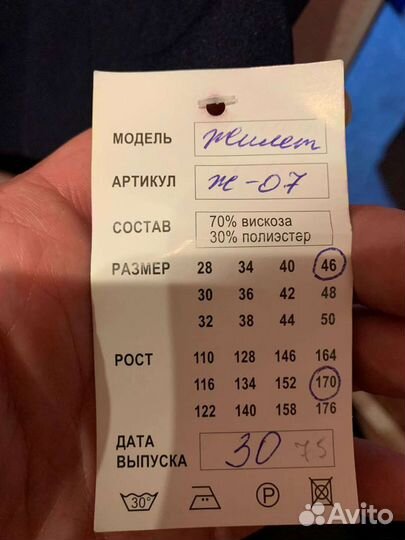 МОДЕЛЬ Жилет
АРТИКУЛ Ж-07
СОСТАВ 70% вискоза
30% полиэстэр
РАЗМЕР 28 34 40 46
30 36 42 48
32 38 44 50
РОСТ 110 128 146 164
116 134 152 170
122 140 158 176
ДАТА
ВЫПУСКА 30 75
30° P
Avito